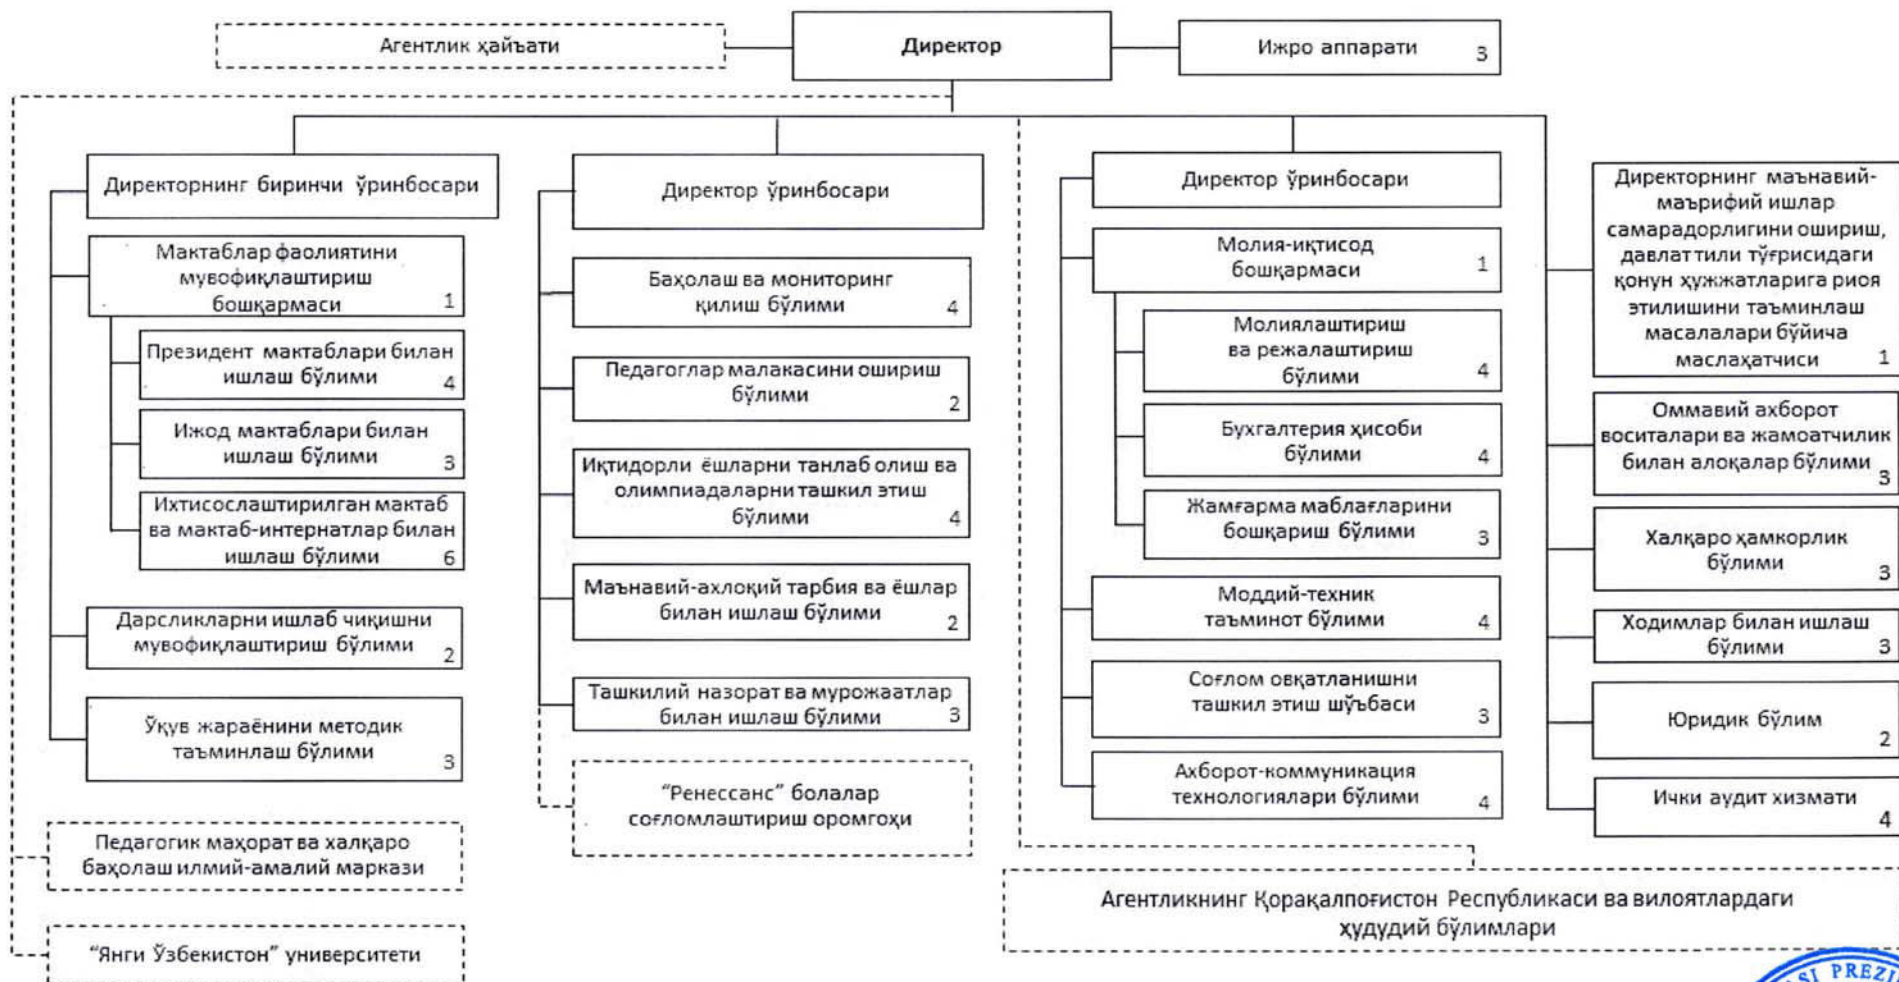 Агентлик ҳайъати
Директор
Ижро аппарати
3
Директорнинг биринчи ўринбосари
Мактаблар фаолиятини
мувофиқлаштириш
бошқармаси
1
Президент мактаблари билан
ишлаш бўлими
4
Ижод мактаблари билан
ишлаш бўлими
3
Ихтисослаштирилган мактаб
ва мактаб-интернатлар билан
ишлаш бўлими
6
Дарсликларни ишлаб чиқишни
мувофиқлаштириш бўлими
2
Ўқув жараёнини методик
таъминлаш бўлими
3
Педагогик маҳорат ва халқаро
баҳолаш илмий-амалий маркази
“Янги Ўзбекистон” университети
Директор ўринбосари
Баҳолаш ва мониторинг
қилиш бўлими
4
Педагоглар малакасини ошириш
бўлими
2
Иқтидорли ёшларни танлаб олиш ва
олимпиадаларни ташкил этиш
бўлими
4
Маънавий-ахлоқий тарбия ва ёшлар
билан ишлаш бўлими
2
Ташкилий назорат ва мурожаатлар
билан ишлаш бўлими
3
“Ренессанс” болалар
соғломлаштириш оромгоҳи
Директор ўринбосари
Молия-иқтисод
бошқармаси
1
Молиялаштириш
ва режалаштириш
бўлими
4
Бухгалтерия ҳисоби
бўлими
4
Жамғарма маблағларини
бошқариш бўлими
3
Моддий-техник
таъминот бўлими
4
Соғлом овқатланишни
ташкил этиш шўъбаси
3
Ахборот-коммуникация
технологиялари бўлими
4
Директорнинг маънавий-
маърифий ишлар
самарадорлигини ошириш,
давлат тили тўғрисидаги
қонун ҳужжатларига риоя
этилишини таъминлаш
масалалари бўйича
маслаҳатчиси
1
Оммавий ахборот
воситалари ва жамоатчилик
билан алоқалар бўлими
3
Халқаро ҳамкорлик
бўлими
3
Ходимлар билан ишлаш
бўлими
3
Юридик бўлим
2
Ички аудит хизмати
4
Агентликнинг Қорақалпоғистон Республикаси ва вилоятлардаги
ҳудудий бўлимлари